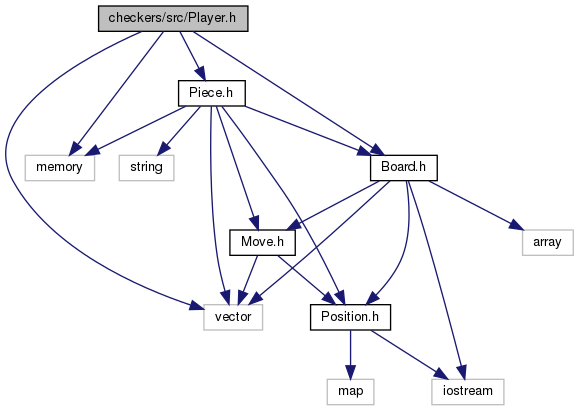 checkers/src/Player.h
Piece.h
memory
string
Board.h
Move.h
array
vector
Position.h
map
iostream